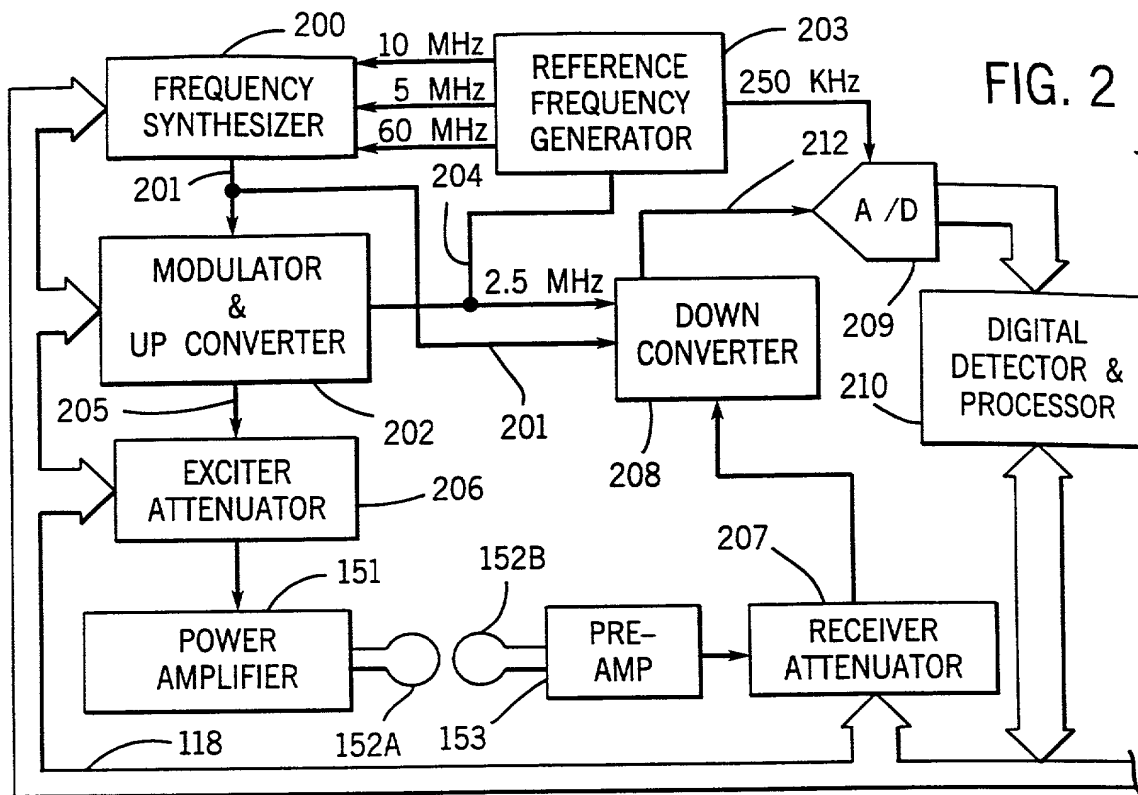 200
10 MHz
203
FREQUENCY
SYNTHESIZER
5 MHz
60 MHz
REFERENCE
FREQUENCY
GENERATOR
250 KHz
FIG. 2
201
204
212
A /D
209
MODULATOR
&
UP CONVERTER
2.5 MHz
DOWN
CONVERTER
DIGITAL
DETECTOR &
PROCESSOR
210
205
202
201
208
EXCITER
ATTENUATOR
206
207
151
152B
POWER
AMPLIFIER
PRE–
AMP
RECEIVER
ATTENUATOR
118
152A
153